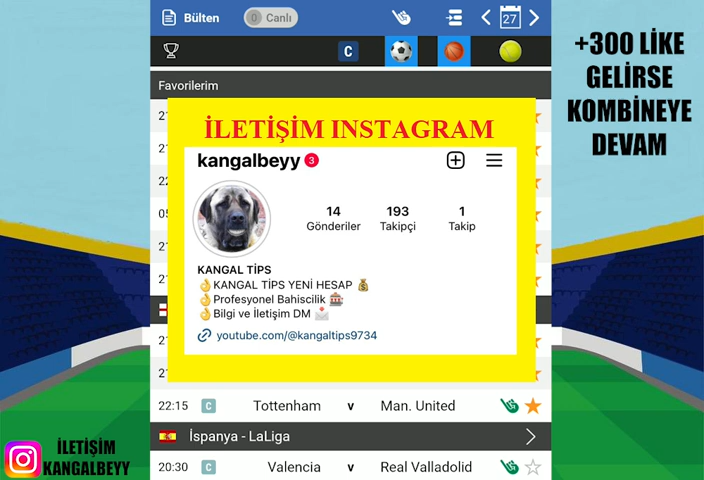 Bülten
0 Canlı
27
C
Favorilerim
+300 LİKE
GELİRSE
KOMBİNEYE
DEVAM
İLETİŞİM INSTAGRAM
kangalbeyy 3
14 193 1
Gönderiler Takipçi Takip
KANGAL TİPS
👌KANGAL TİPS YENİ HESAP 💰
👌Profesyonel Bahiscilik 🎰
👌Bilgi ve İletişim DM 📩
youtube.com/@kangaltips9734
22:15 C Tottenham v Man. United
İspanya - LaLiga
20:30 C Valencia v Real Valladolid
İLETİŞİM
KANGALBEYY